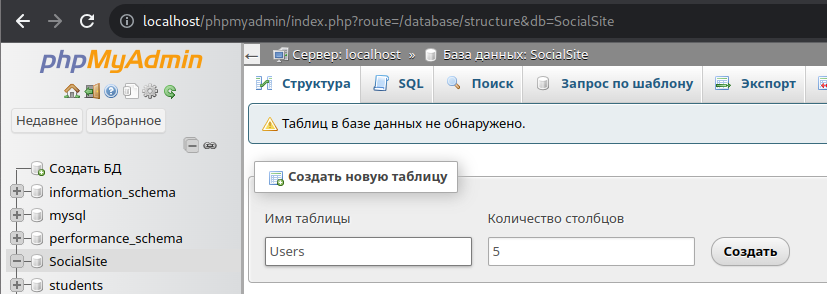 localhost/phpmyadmin/index.php?route=/database/structure&db=SocialSite
phpMyAdmin
Недавнее Избранное
Создать БД
information_schema
mysql
performance_schema
SocialSite
students
Сервер: localhost » База данных: SocialSite
Структура SQL Поиск Запрос по шаблону Экспорт
Таблиц в базе данных не обнаружено.
Создать новую таблицу
Имя таблицы Количество столбцов
Users 5 Создать